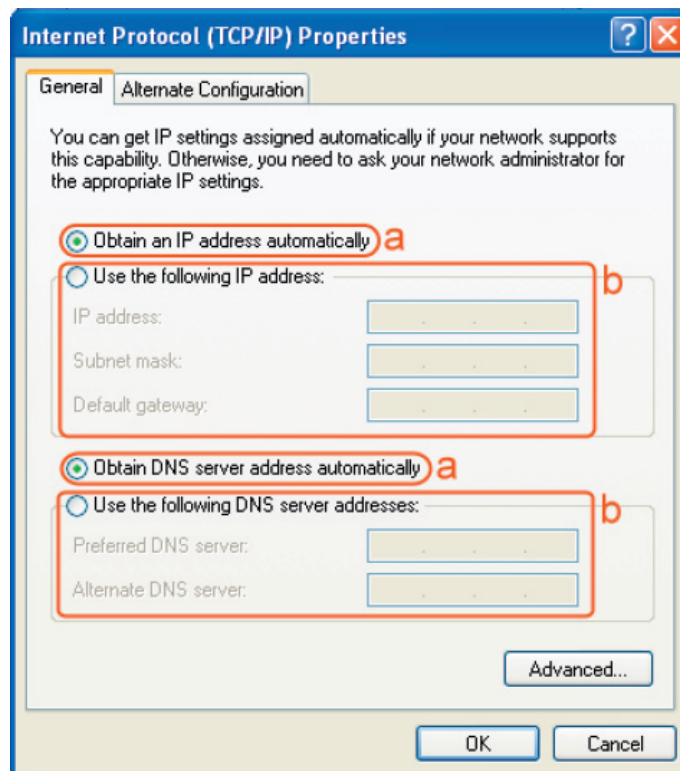 Internet Protocol (TCP/IP) Properties
General Alternate Configuration
You can get IP settings assigned automatically if your network supports
this capability. Otherwise, you need to ask your network administrator for
the appropriate IP settings.
Obtain an IP address automatically a
Use the following IP address: b
IP address:
Subnet mask:
Default gateway:
Obtain DNS server address automatically a
Use the following DNS server addresses: b
Preferred DNS server:
Alternate DNS server:
Advanced...
OK Cancel